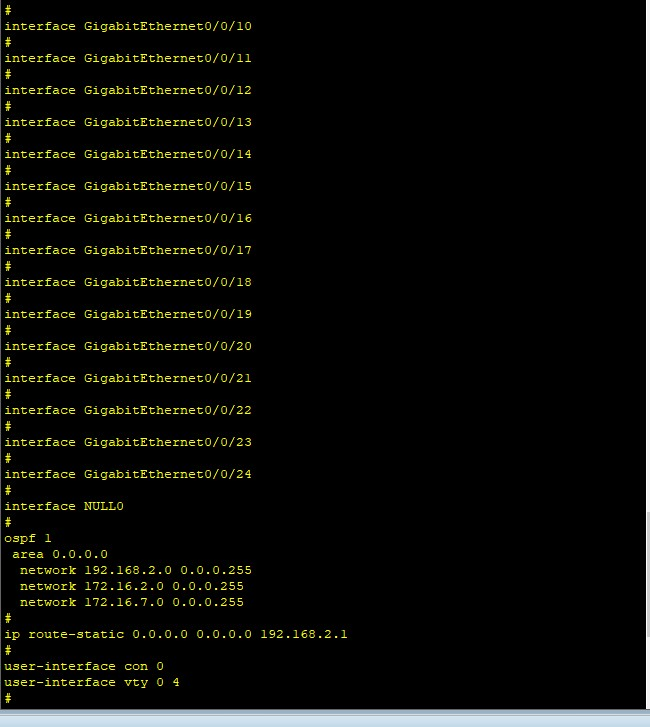 #
interface GigabitEthernet0/0/10
#
interface GigabitEthernet0/0/11
#
interface GigabitEthernet0/0/12
#
interface GigabitEthernet0/0/13
#
interface GigabitEthernet0/0/14
#
interface GigabitEthernet0/0/15
#
interface GigabitEthernet0/0/16
#
interface GigabitEthernet0/0/17
#
interface GigabitEthernet0/0/18
#
interface GigabitEthernet0/0/19
#
interface GigabitEthernet0/0/20
#
interface GigabitEthernet0/0/21
#
interface GigabitEthernet0/0/22
#
interface GigabitEthernet0/0/23
#
interface GigabitEthernet0/0/24
#
interface NULL0
#
ospf 1
 area 0.0.0.0
  network 192.168.2.0 0.0.0.255
  network 172.16.2.0 0.0.0.255
  network 172.16.7.0 0.0.0.255
#
ip route-static 0.0.0.0 0.0.0.0 192.168.2.1
#
user-interface con 0
user-interface vty 0 4
#